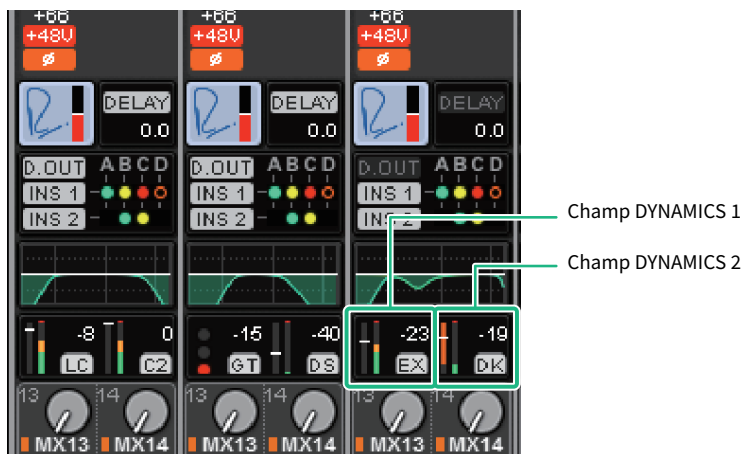 +66 +66 +66
+48V +48V +48V
ø ø ø
DELAY DELAY DELAY
0.0 0.0 0.0
D.OUT A B C D D.OUT A B C D D.OUT A B C D
INS 1 INS 1 INS 1
INS 2 INS 2 INS 2
Champ DYNAMICS 1
Champ DYNAMICS 2
-8 0 -15 -40 -23 -19
LC C2 GT DS EX DK
13 14 13 14 13 14
MX13 MX14 MX13 MX14 MX13 MX14